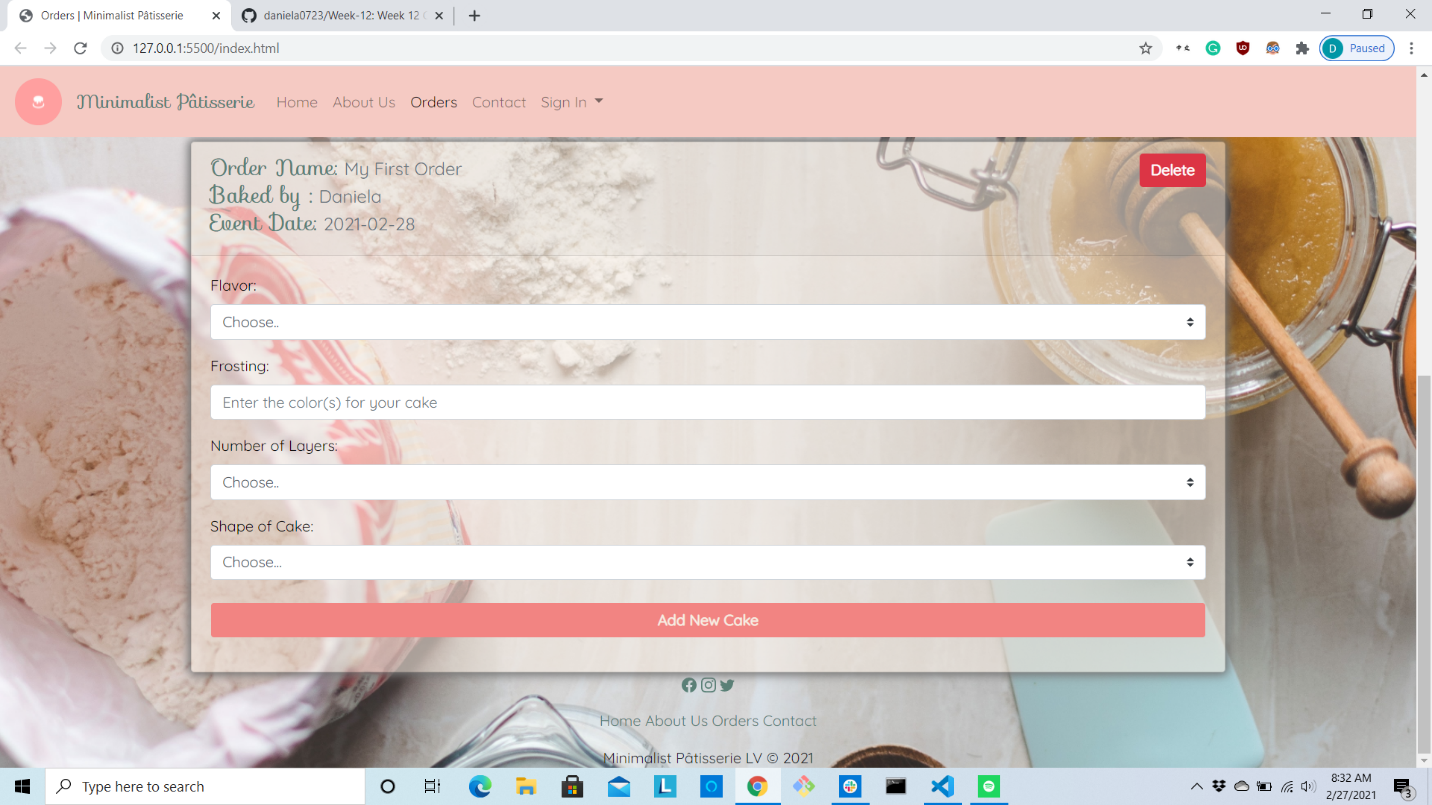 Orders | Minimalist Pâtisserie
daniela0723/Week-12: Week 12
127.0.0.1:5500/index.html
D Paused
Minimalist Pâtisserie Home About Us Orders Contact Sign In
Order Name: My First Order
Delete
Baked by : Daniela
Event Date: 2021-02-28
Flavor:
Choose..
Frosting:
Enter the color(s) for your cake
Number of Layers:
Choose..
Shape of Cake:
Choose...
Add New Cake
Home About Us Orders Contact
Minimalist Pâtisserie LV © 2021
Type here to search
L
8:32 AM
2/27/2021
3